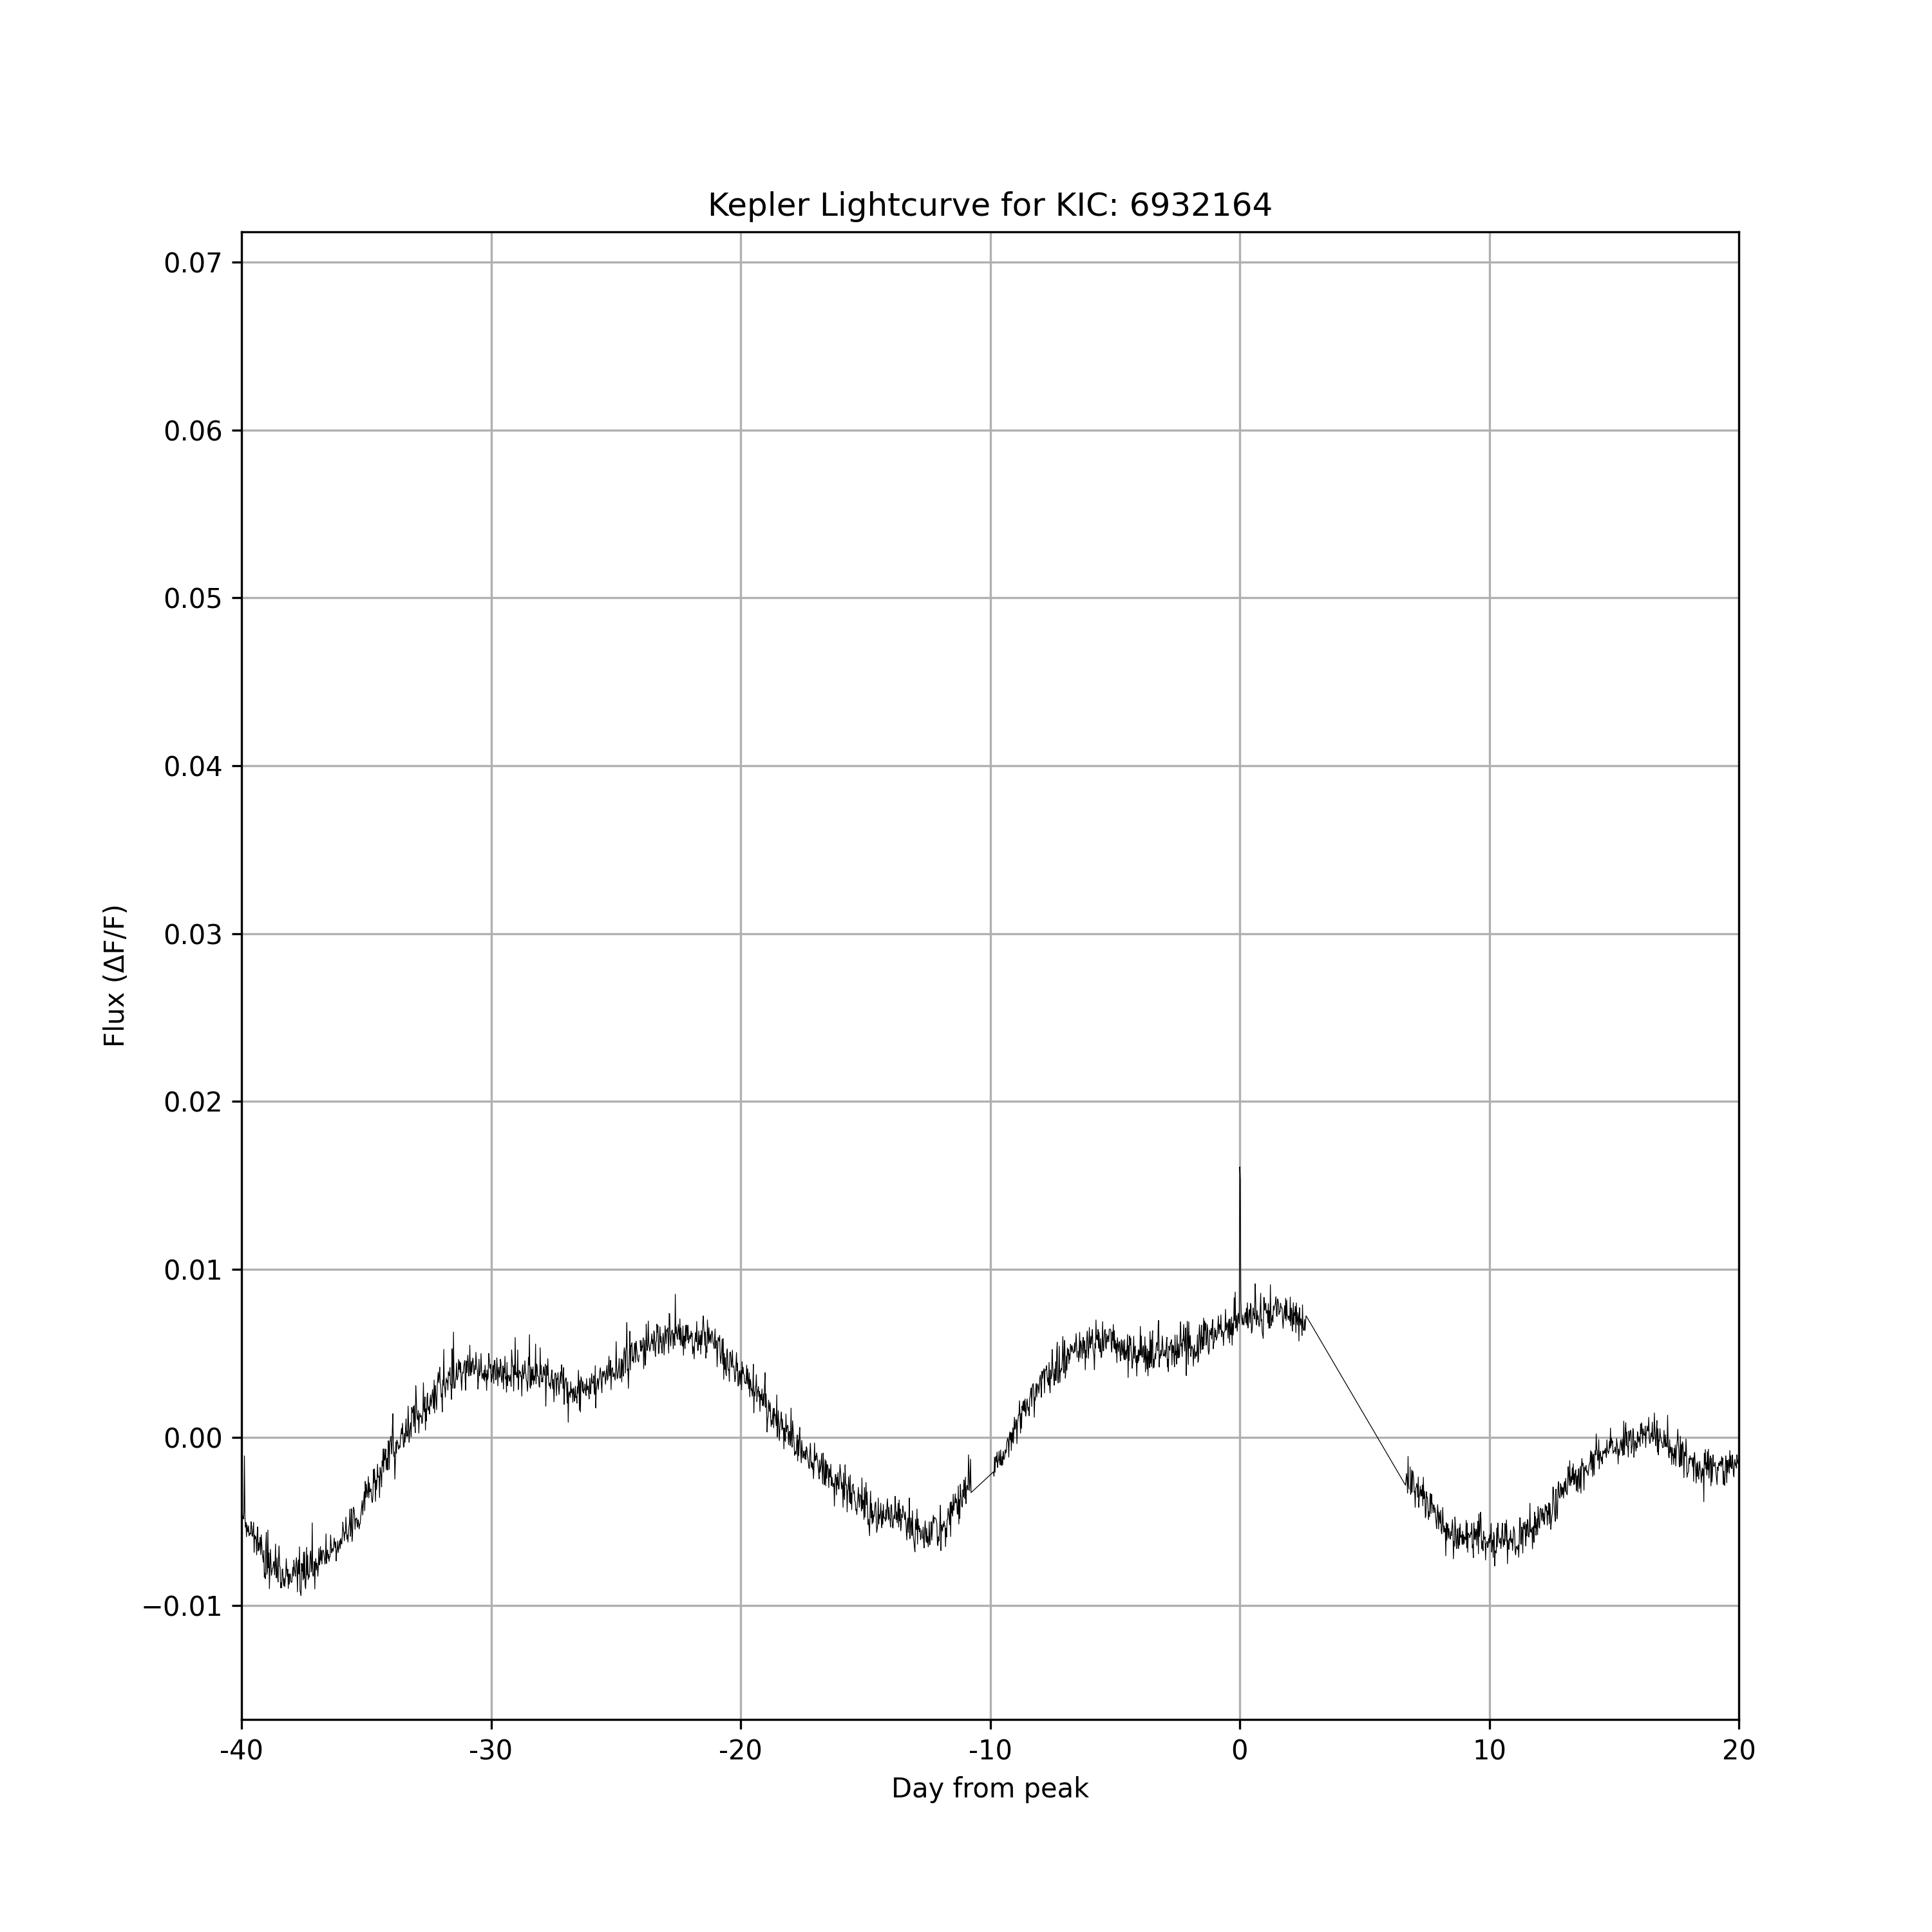 Kepler Lightcurve for KIC: 6932164
0.07
0.06
0.05
0.04
0.03
0.02
0.01
0.00
−0.01
Flux (ΔF/F)
-40 -30 -20 -10 0 10 20
Day from peak